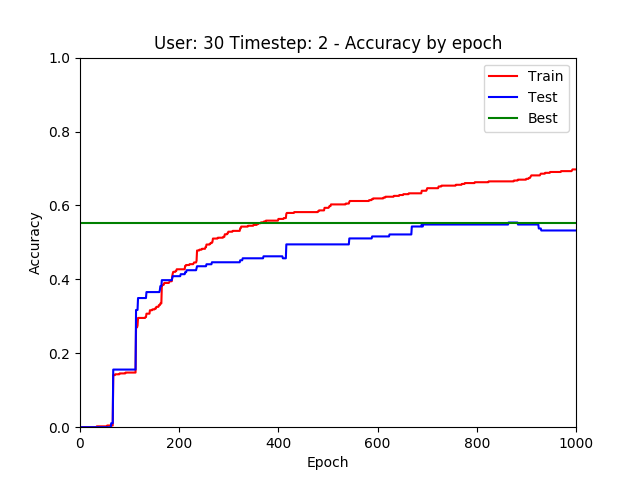 User: 30 Timestep: 2 - Accuracy by epoch
1.0
0.8
0.6
0.4
0.2
0.0
Accuracy
0 200 400 600 800 1000
Epoch
Train
Test
Best